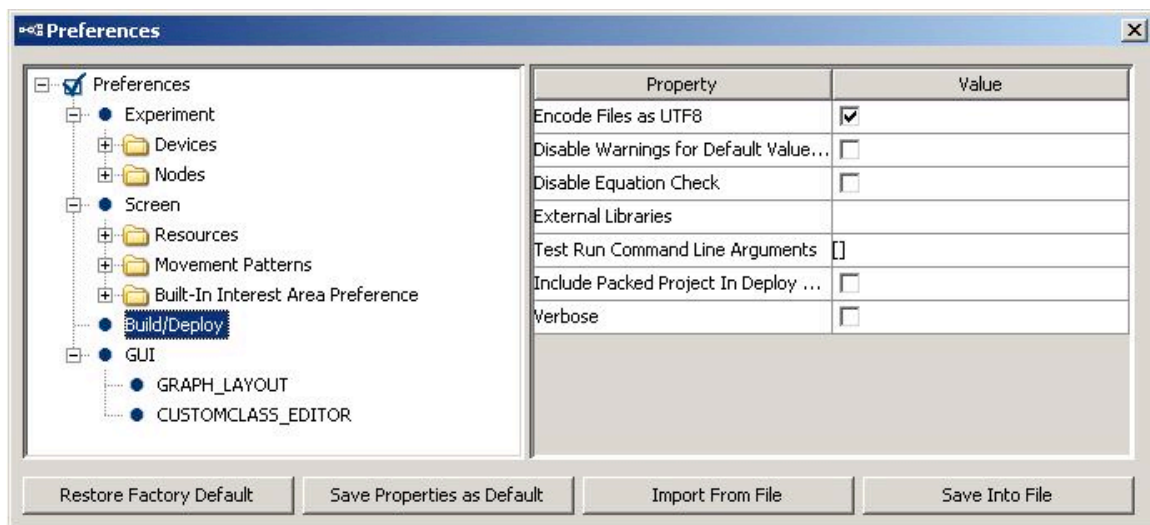 Preferences
Preferences
Experiment
Devices
Nodes
Screen
Resources
Movement Patterns
Built-In Interest Area Preference
Build/Deploy
GUI
GRAPH_LAYOUT
CUSTOMCLASS_EDITOR
Property Value
Encode Files as UTF8
Disable Warnings for Default Value...
Disable Equation Check
External Libraries
Test Run Command Line Arguments []
Include Packed Project In Deploy ...
Verbose
Restore Factory Default Save Properties as Default Import From File Save Into File